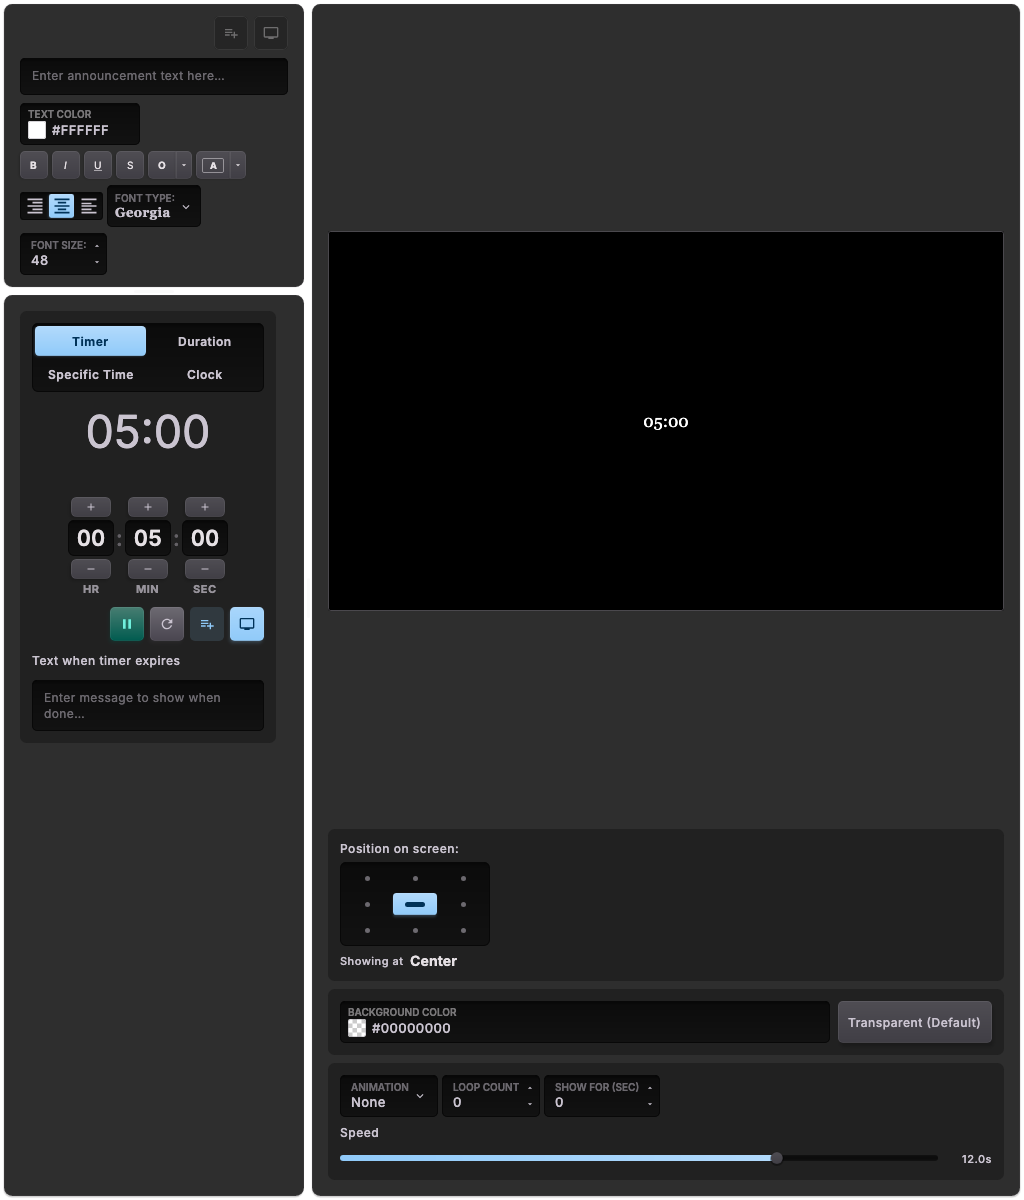 Enter announcement text here...
TEXT COLOR
#FFFFFF
B I U S O A
FONT TYPE:
Georgia
FONT SIZE:
48
Timer Duration
Specific Time Clock
05:00
+ + +
00 : 05 : 00
− − −
HR MIN SEC
Text when timer expires
Enter message to show when
done...
05:00
Position on screen:
Showing at Center
BACKGROUND COLOR
#00000000
Transparent (Default)
ANIMATION
None
LOOP COUNT
0
SHOW FOR (SEC)
0
Speed
12.0s